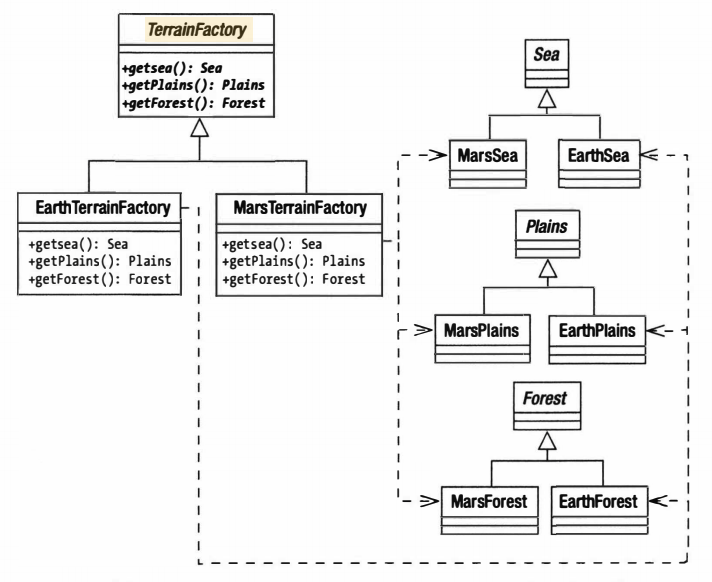 TerrainFactory
+getsea(): Sea
+getPlains(): Plains
+getForest(): Forest
EarthTerrainFactory
+getsea(): Sea
+getPlains(): Plains
+getForest(): Forest
MarsTerrainFactory
+getsea(): Sea
+getPlains(): Plains
+getForest(): Forest
Sea
MarsSea
EarthSea
Plains
MarsPlains
EarthPlains
Forest
MarsForest
EarthForest